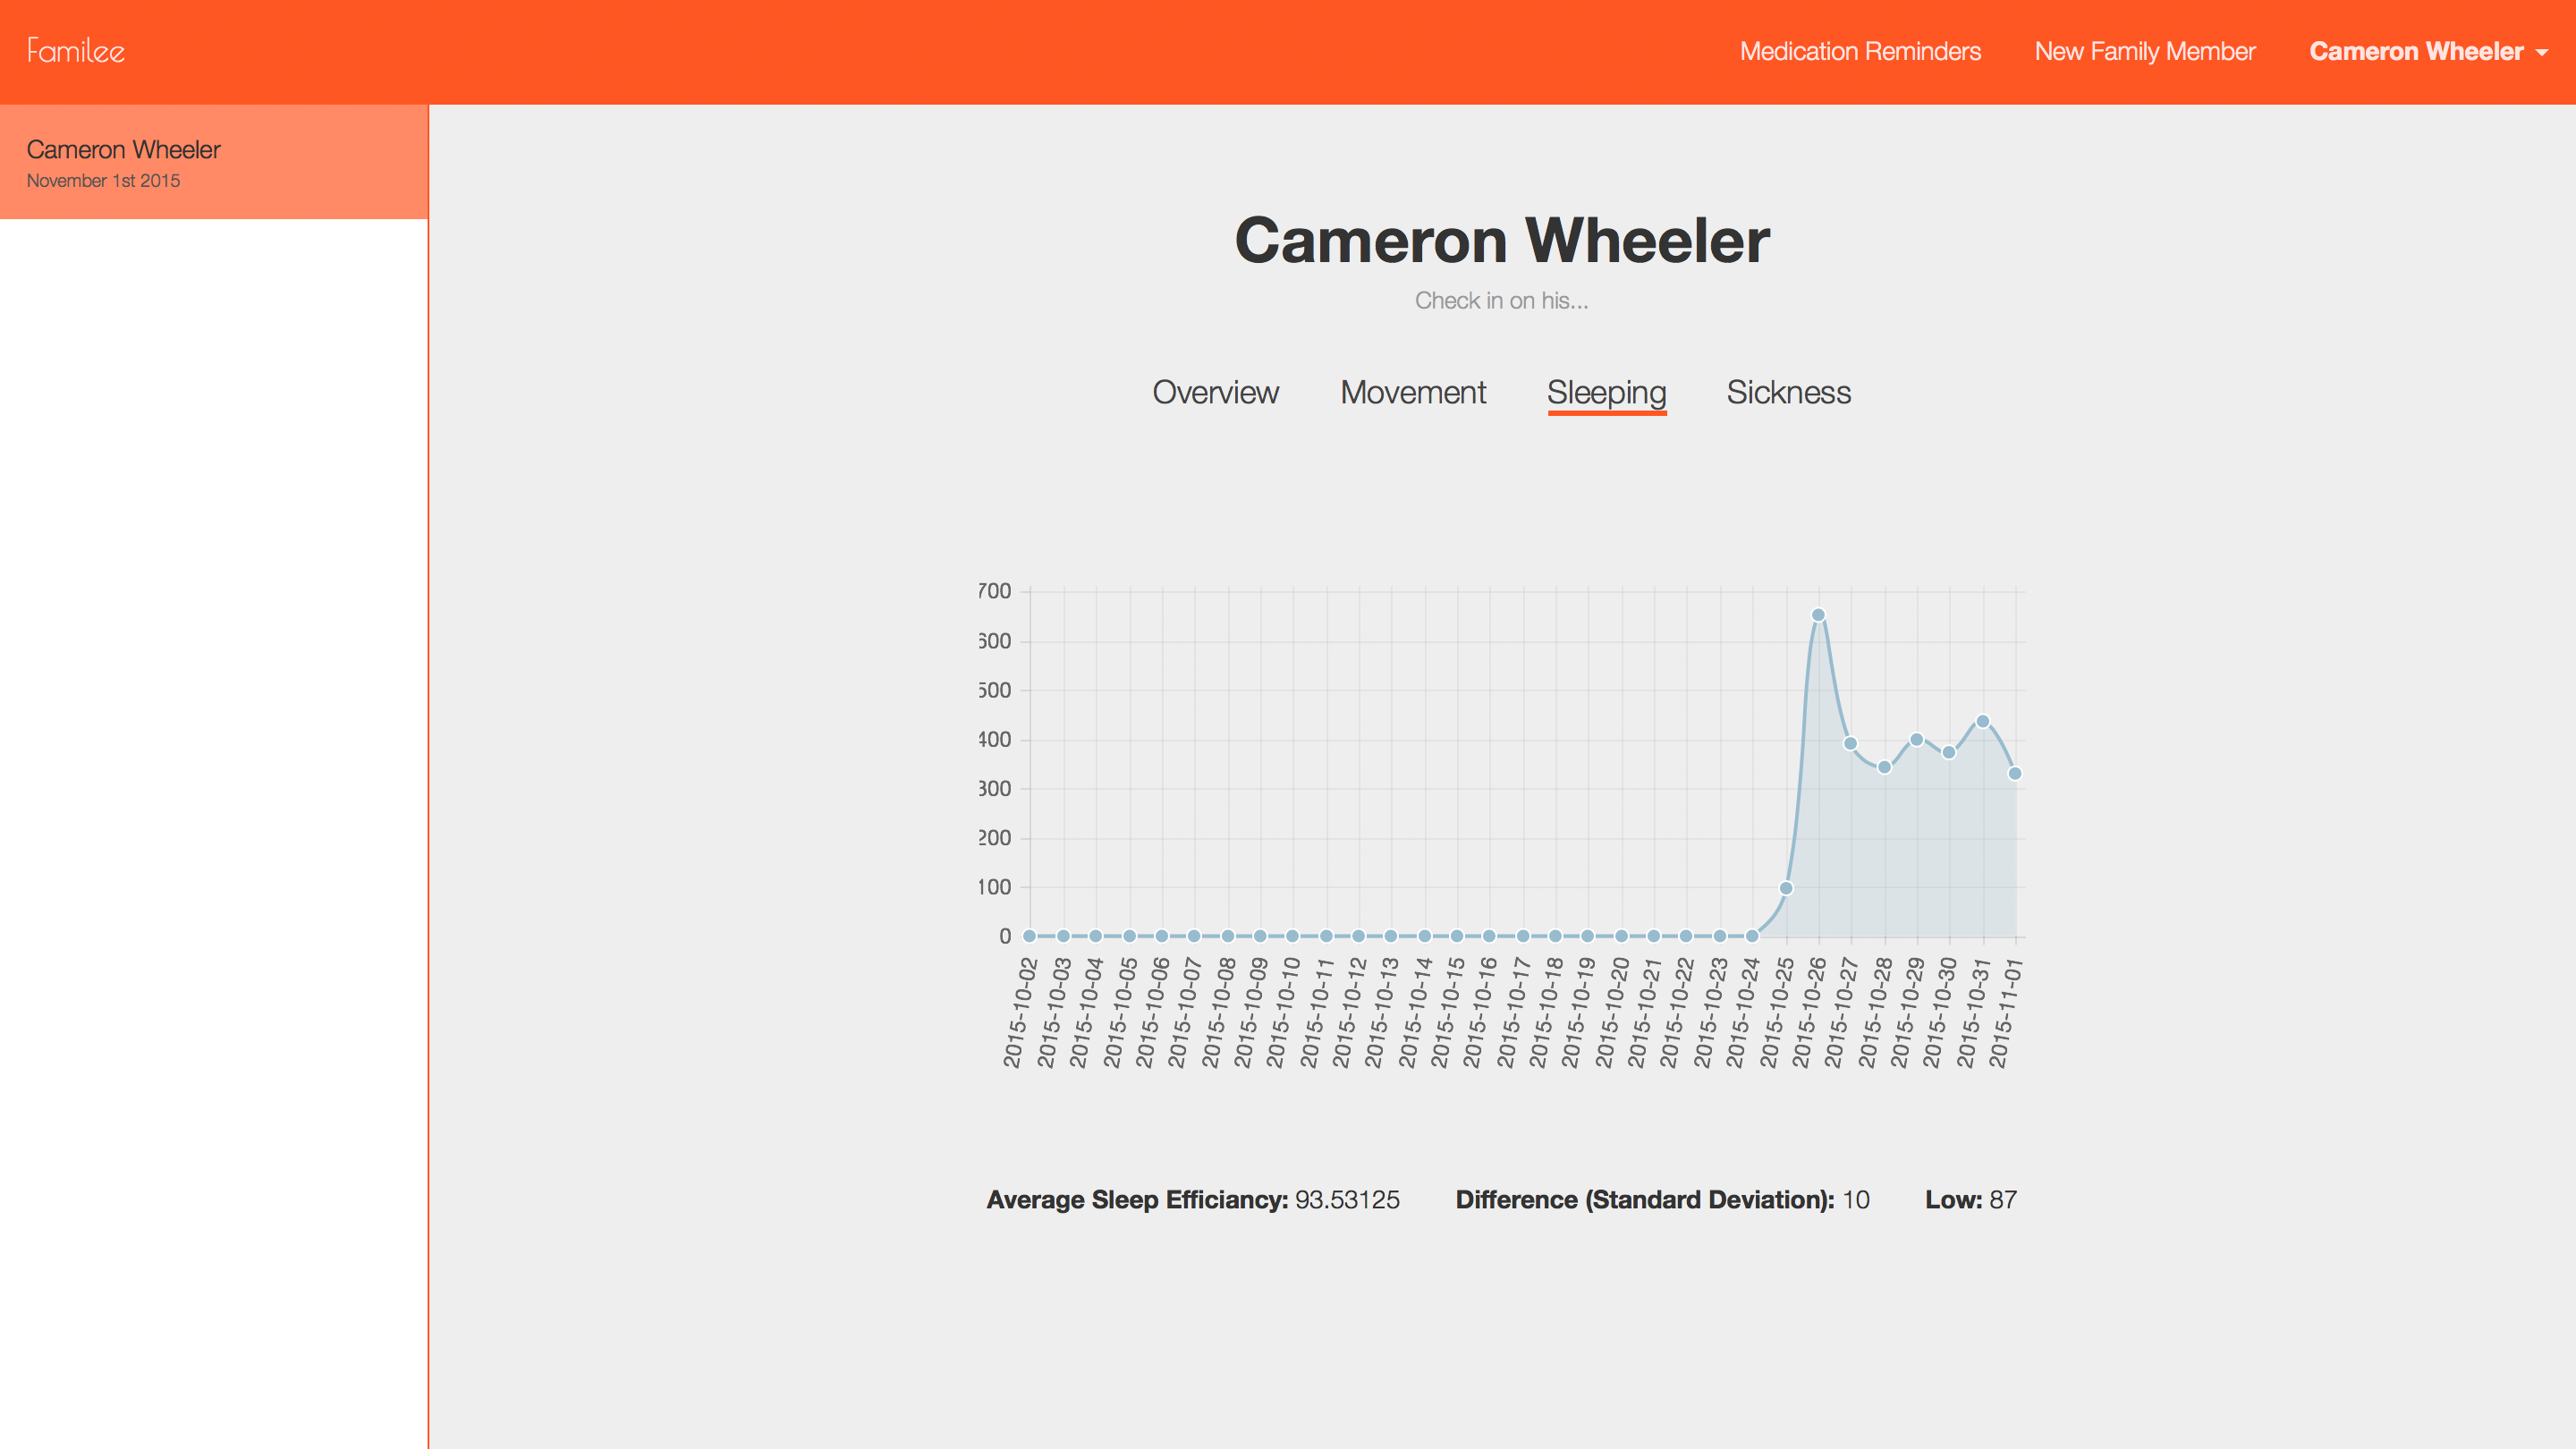 Familee
Medication Reminders
New Family Member
Cameron Wheeler
Cameron Wheeler
November 1st 2015
Cameron Wheeler
Check in on his...
Overview
Movement
Sleeping
Sickness
700
600
500
400
300
200
100
0
2015-10-02
2015-10-03
2015-10-04
2015-10-05
2015-10-06
2015-10-07
2015-10-08
2015-10-09
2015-10-10
2015-10-11
2015-10-12
2015-10-13
2015-10-14
2015-10-15
2015-10-16
2015-10-17
2015-10-18
2015-10-19
2015-10-20
2015-10-21
2015-10-22
2015-10-23
2015-10-24
2015-10-25
2015-10-26
2015-10-27
2015-10-28
2015-10-29
2015-10-30
2015-10-31
2015-11-01
Average Sleep Efficiancy: 93.53125
Difference (Standard Deviation): 10
Low: 87